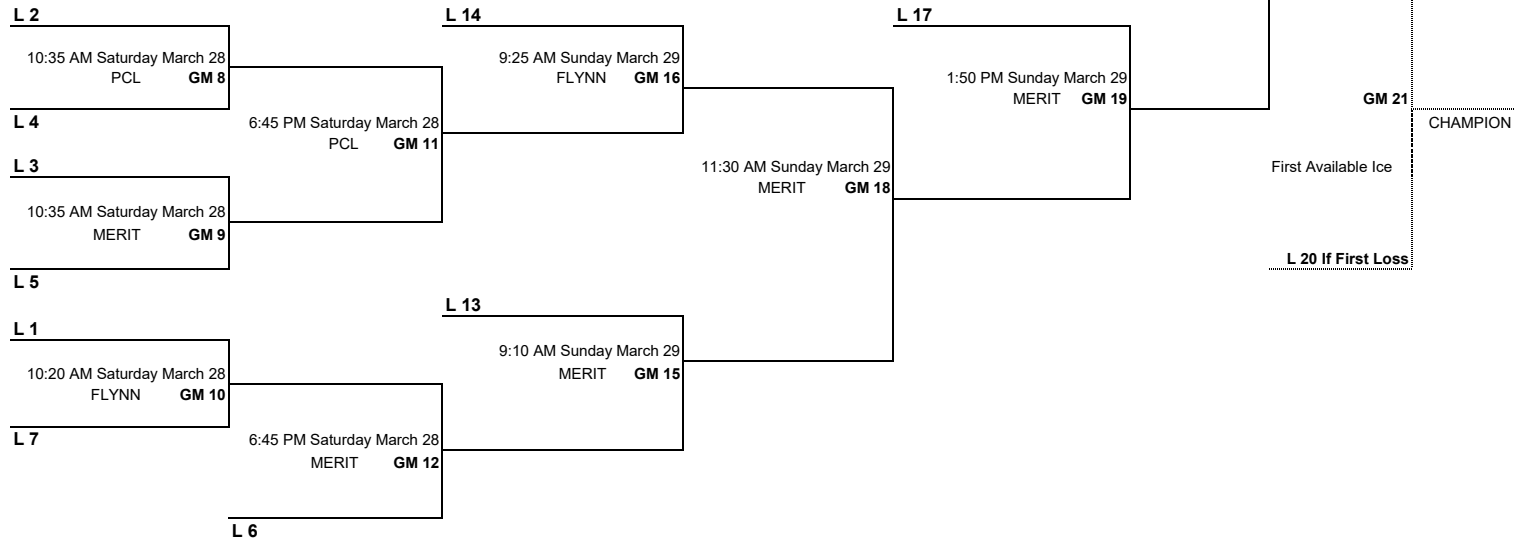 L 2
10:35 AM Saturday March 28
PCL GM 8
L 4
L 3
10:35 AM Saturday March 28
MERIT GM 9
L 5
L 1
10:20 AM Saturday March 28
FLYNN GM 10
L 7
6:45 PM Saturday March 28
PCL GM 11
6:45 PM Saturday March 28
MERIT GM 12
L 6
L 14
9:25 AM Sunday March 29
FLYNN GM 16
L 13
9:10 AM Sunday March 29
MERIT GM 15
11:30 AM Sunday March 29
MERIT GM 18
L 17
1:50 PM Sunday March 29
MERIT GM 19
GM 21
CHAMPION
First Available Ice
L 20 If First Loss